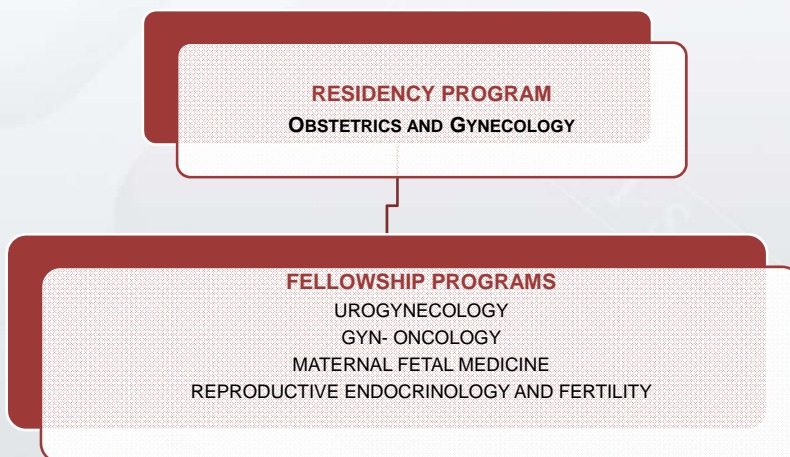 RESIDENCY PROGRAM
OBSTETRICS AND GYNECOLOGY
FELLOWSHIP PROGRAMS
UROGYNECOLOGY
GYN- ONCOLOGY
MATERNAL FETAL MEDICINE
REPRODUCTIVE ENDOCRINOLOGY AND FERTILITY